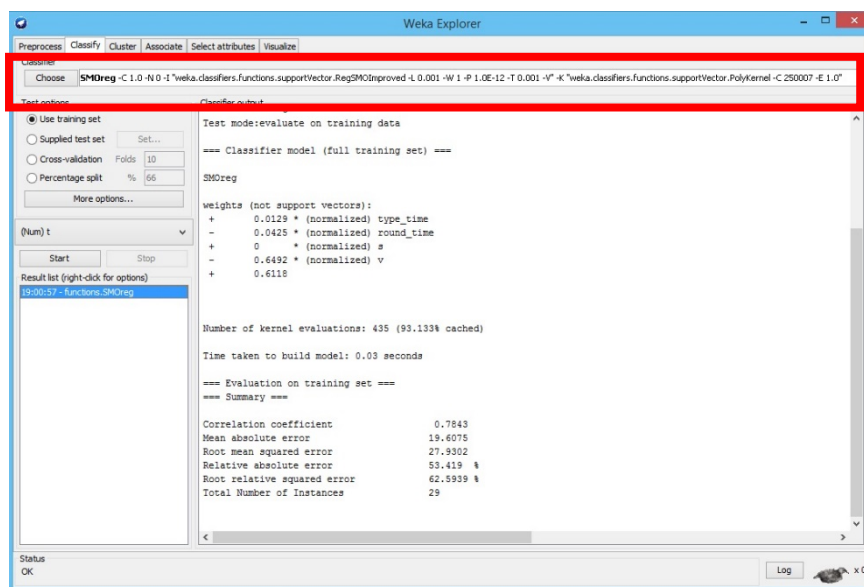 Weka Explorer
Preprocess Classify Cluster Associate Select attributes Visualize
Classifier
Choose SMOreg -C 1.0 -N 0 -I "weka.classifiers.functions.supportVector.RegSMOImproved -L 0.001 -W 1 -P 1.0E-12 -T 0.001 -V" -K "weka.classifiers.functions.supportVector.PolyKernel -C 250007 -E 1.0"
Test options
Classifier output
Use training set
Supplied test set Set...
Cross-validation Folds 10
Percentage split % 66
More options...
(Num) t
Start Stop
Result list (right-click for options)
19:00:57 - functions.SMOreg
Test mode:evaluate on training data
=== Classifier model (full training set) ===
SMOreg
weights (not support vectors):
+ 0.0129 * (normalized) type_time
- 0.0425 * (normalized) round_time
+ 0 * (normalized) s
- 0.6492 * (normalized) v
+ 0.6118
Number of kernel evaluations: 435 (93.133% cached)
Time taken to build model: 0.03 seconds
=== Evaluation on training set ===
=== Summary ===
Correlation coefficient 0.7843
Mean absolute error 19.6075
Root mean squared error 27.9302
Relative absolute error 53.419 %
Root relative squared error 62.5939 %
Total Number of Instances 29
Status
OK
Log
x 0